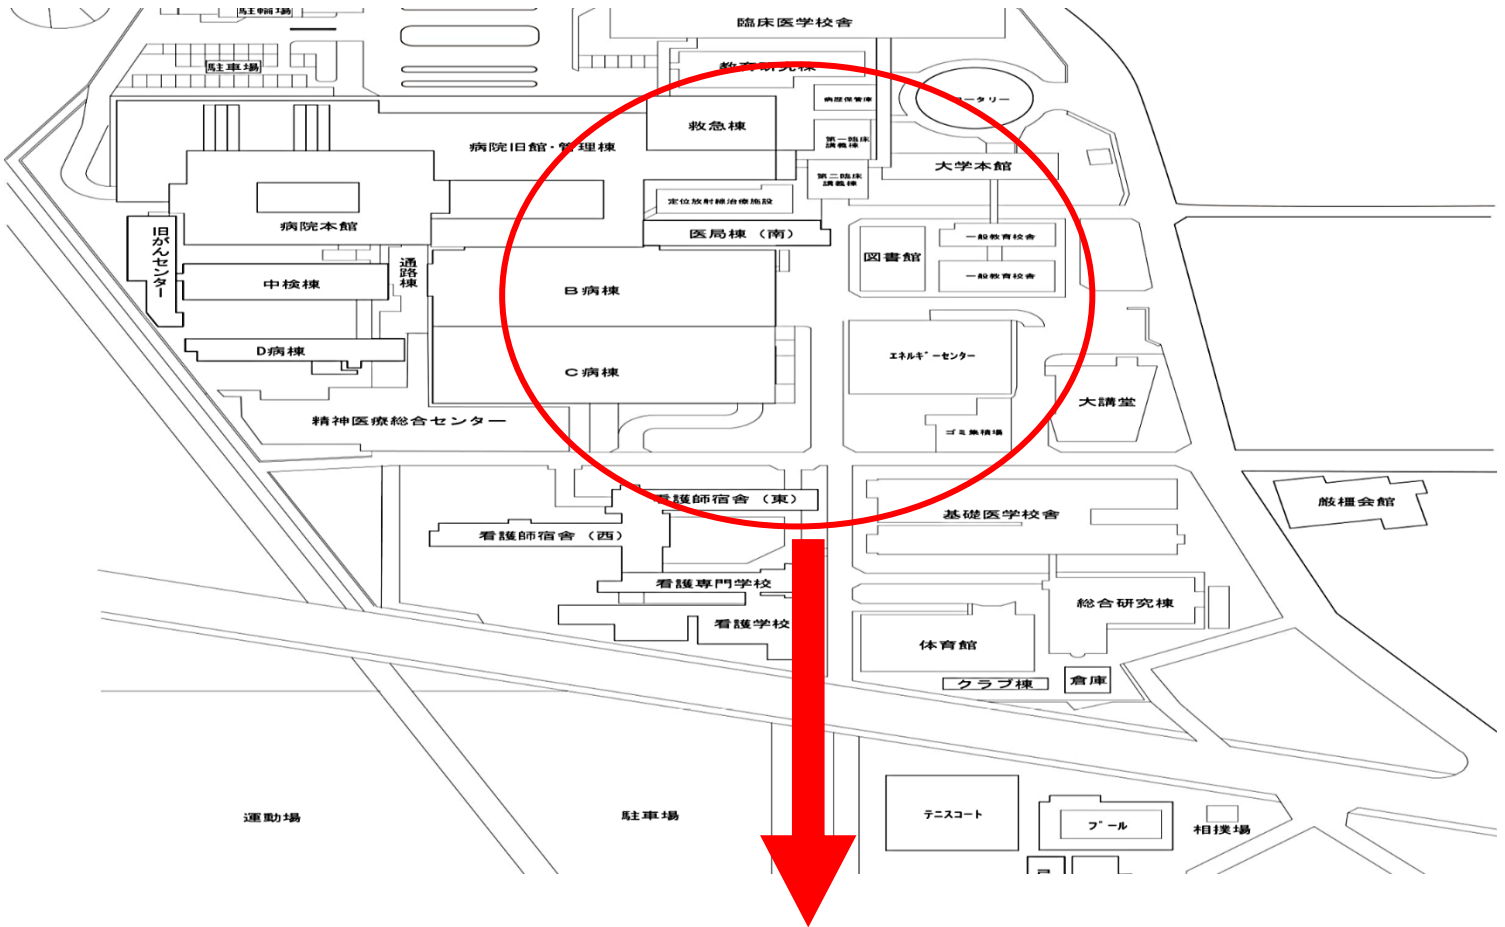 駐輪場
臨床医学校舎
駐車場
教育研究棟
病歴保管庫
ロータリー
救急棟
第一臨床
講義棟
病院旧館・管理棟
大学本館
第二臨床
講義棟
定位放射線治療施設
病院本館
医局棟（南）
一般教育校舎
旧がんセンター
図書館
通路棟
中検棟
一般教育校舎
B病棟
D病棟
エネルギーセンター
C病棟
大講堂
精神医療総合センター
ゴミ集積場
看護師宿舎（東）
厳橿会館
基礎医学校舎
看護師宿舎（西）
看護専門学校
総合研究棟
看護学校
体育館
クラブ棟
倉庫
運動場
駐車場
テニスコート
プール
相撲場